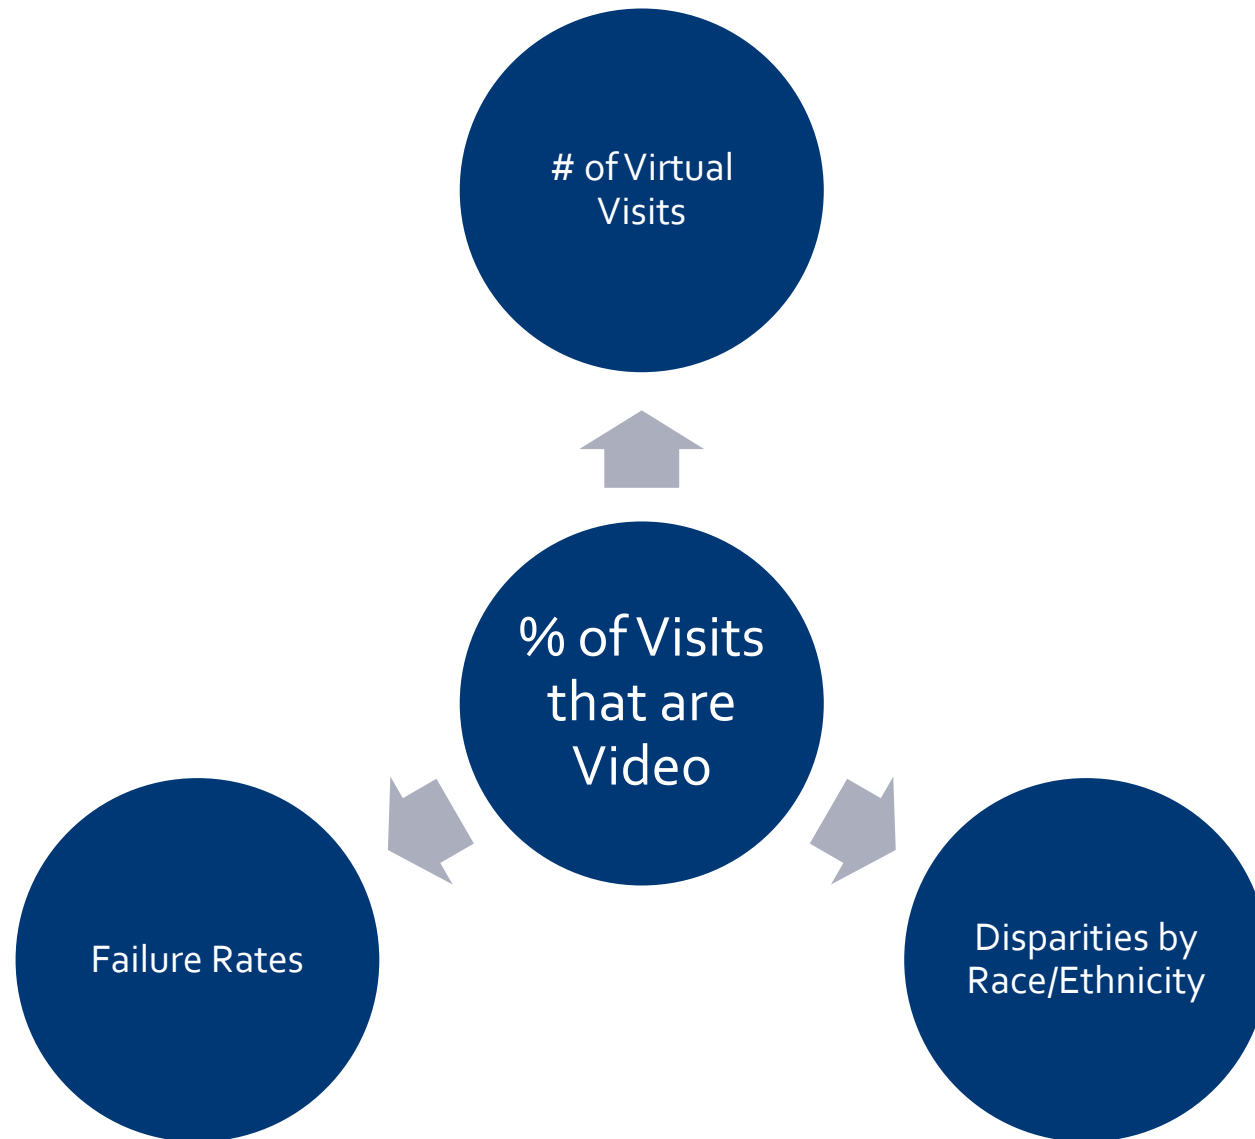 # of Virtual
Visits
% of Visits
that are
Video
Failure Rates
Disparities by
Race/Ethnicity